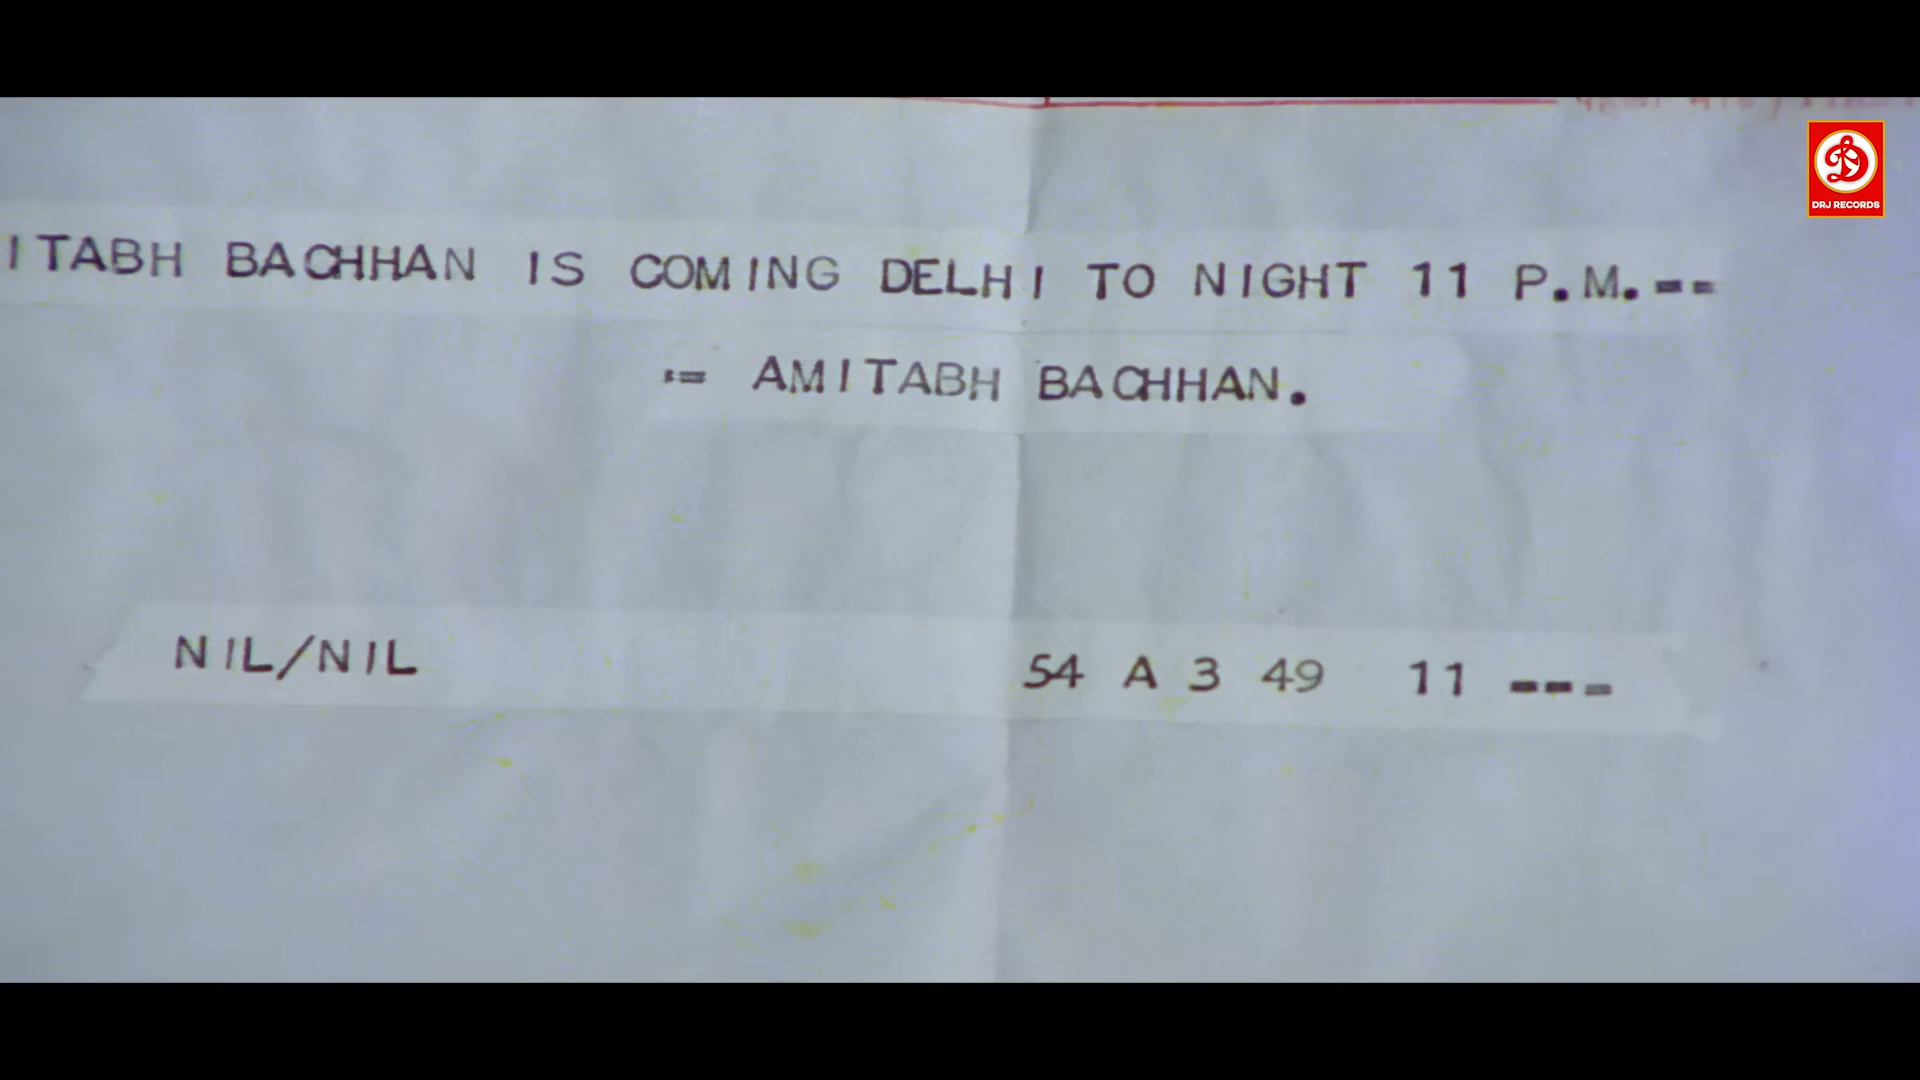 ITABH BACHHAN IS COMING DELHI TO NIGHT 11 P.M.--
:= AMITABH BACHHAN.
NIL/NIL 54 A 3 49 11 ---
DRJ RECORDS